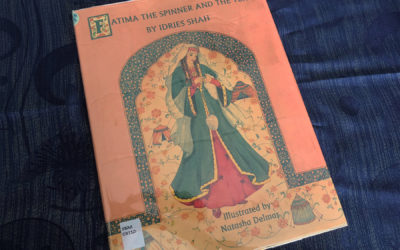 FATIMA THE SPINNER AND THE
BY IDRIES SHAH
Illustrated by
Natasha Delmar